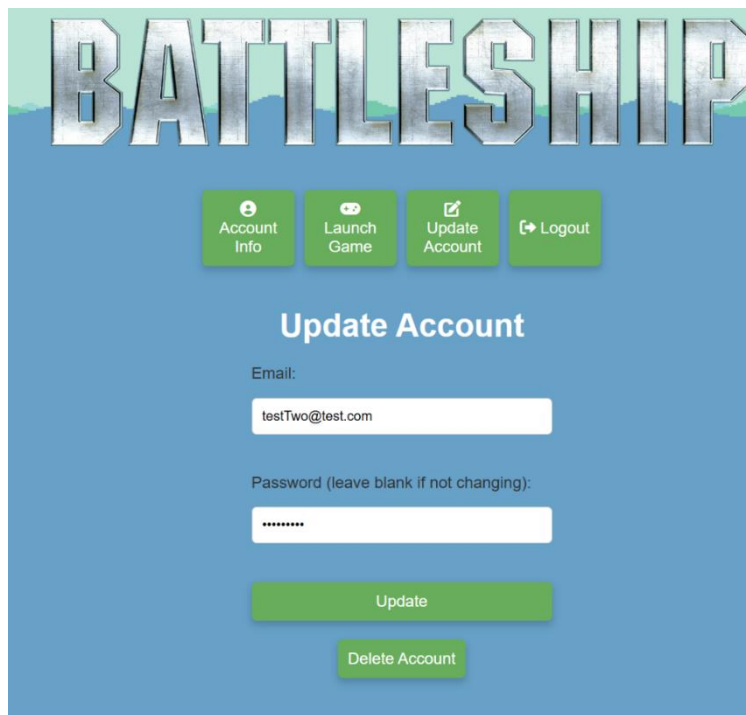 BATTLESHIP
Account
Info
Launch
Game
Update
Account
Logout
Update Account
Email:
testTwo@test.com
Password (leave blank if not changing):
•••••••••
Update
Delete Account